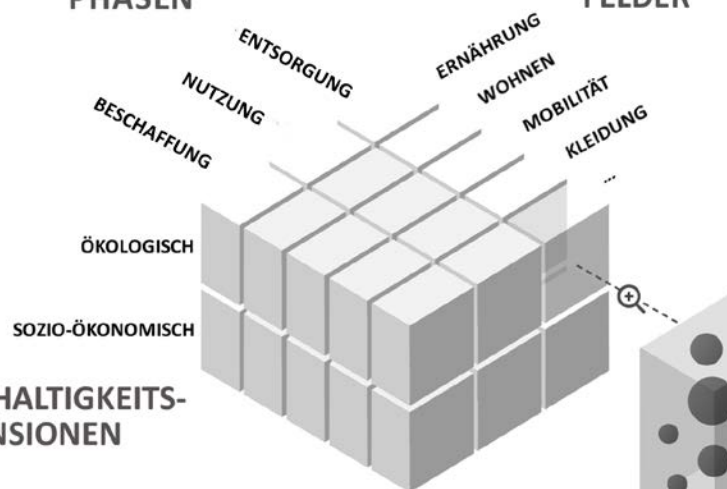 PHASEN
FELDER
ENTSORGUNG
NUTZUNG
BESCHAFFUNG
ERNÄHRUNG
WOHNEN
MOBILITÄT
KLEIDUNG
...
ÖKOLOGISCH
SOZIO-ÖKONOMISCH
HALTIGKEITS-
NSIONEN